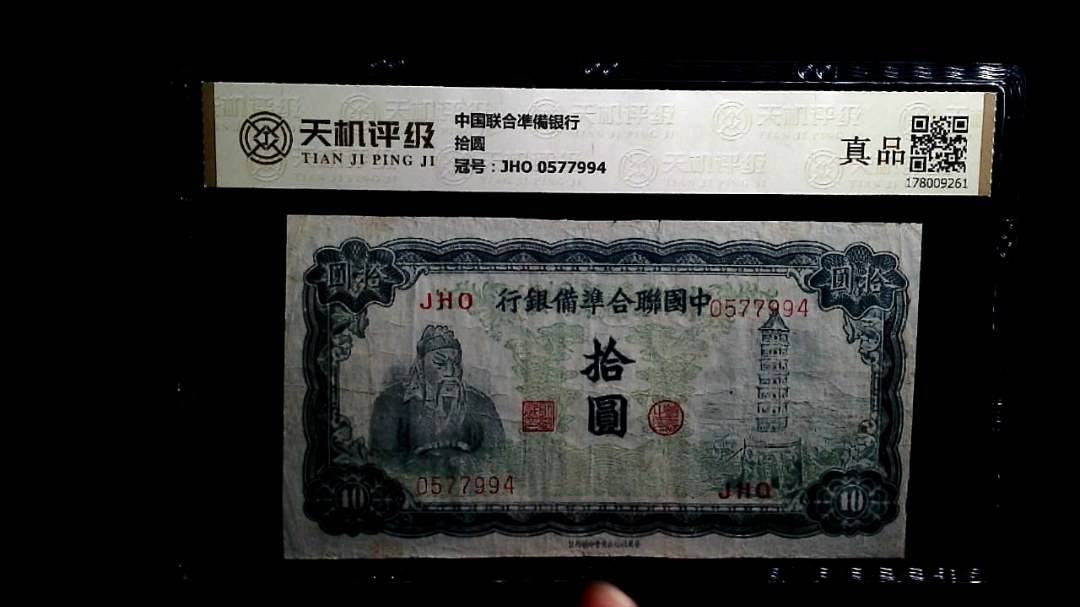 天机评级
TIAN JI PING JI
中国联合準備银行
拾圆
冠号：JHO 0577994
真品
178009261
圓拾
圓拾
JHO
行銀備準合聯國中
0577994
拾圓
0577994
JHO
10
10